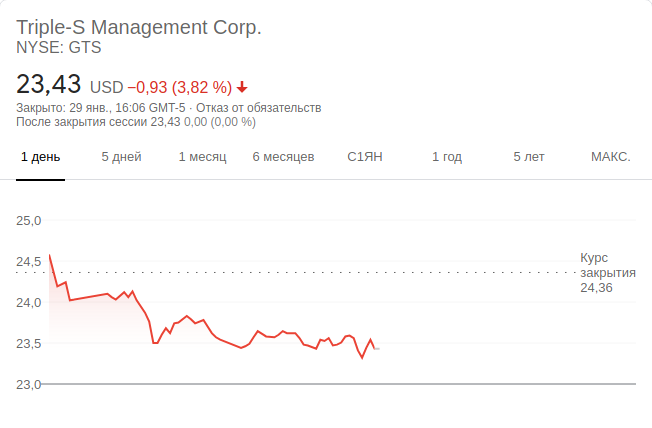 Triple-S Management Corp.
NYSE: GTS
23,43 USD −0,93 (3,82 %)
Закрыто: 29 янв., 16:06 GMT-5 · Отказ от обязательств
После закрытия сессии 23,43 0,00 (0,00 %)
1 день 5 дней 1 месяц 6 месяцев С1ЯН 1 год 5 лет МАКС.
25,0
24,5
24,0
23,5
23,0
Курс
закрытия
24,36